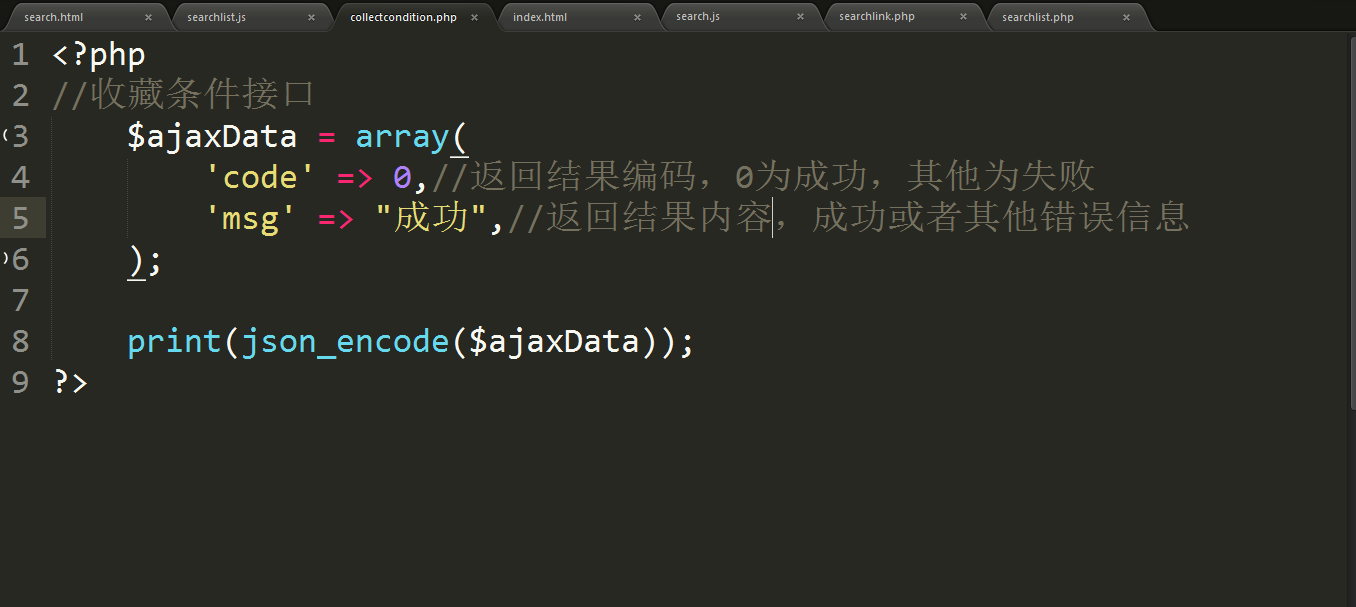 search.html × searchlist.js × collectcondition.php × index.html × search.js × searchlink.php × searchlist.php ×
1 <?php
2 //收藏条件接口
3 $ajaxData = array(
4 'code' => 0,//返回结果编码，0为成功，其他为失败
5 'msg' => "成功",//返回结果内容，成功或者其他错误信息
6 );
7
8 print(json_encode($ajaxData));
9 ?>